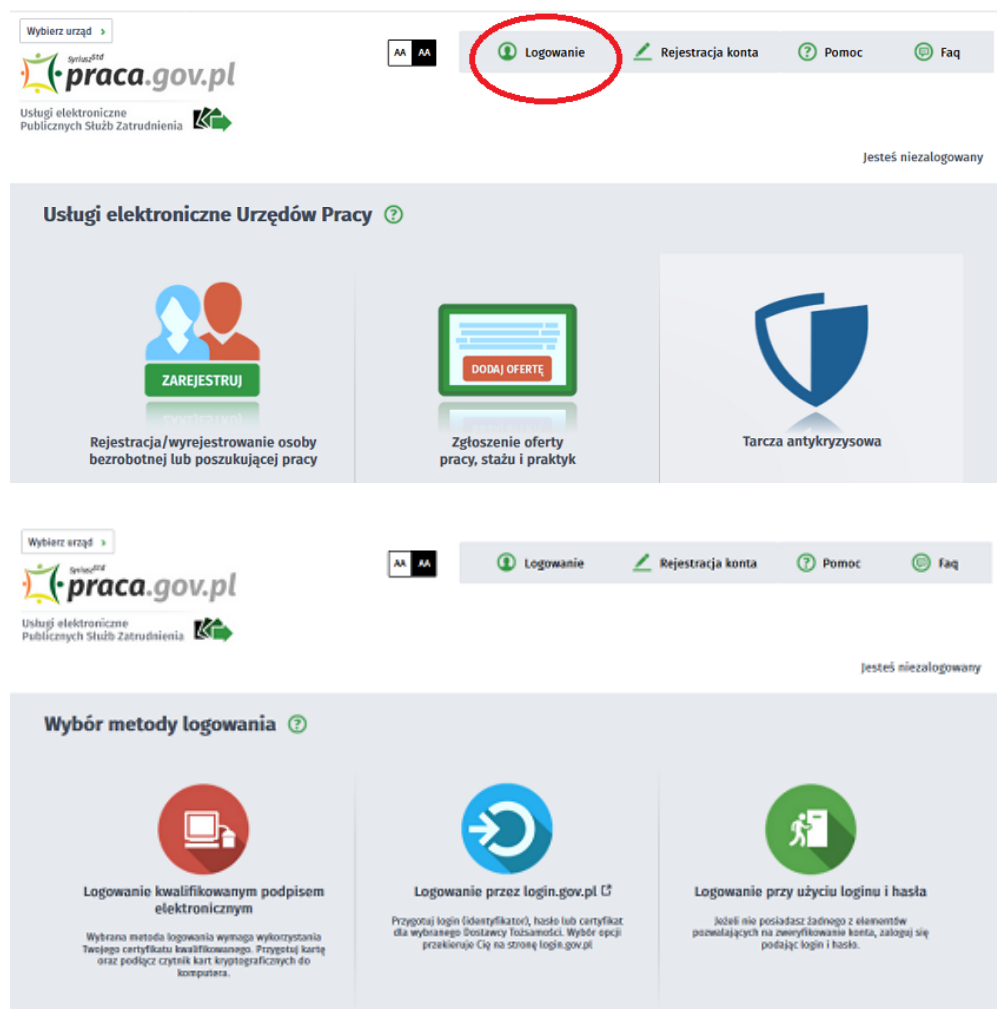 Wybierz urząd ›
AA AA
Logowanie
Rejestracja konta
Pomoc
Faq
SyriuszStd
praca.gov.pl
Usługi elektroniczne
Publicznych Służb Zatrudnienia
Jesteś niezalogowany
Usługi elektroniczne Urzędów Pracy ?
ZAREJESTRUJ
Rejestracja/wyrejestrowanie osoby
bezrobotnej lub poszukującej pracy
DODAJ OFERTĘ
Zgłoszenie oferty
pracy, stażu i praktyk
Tarcza antykryzysowa
Wybierz urząd ›
AA AA
Logowanie
Rejestracja konta
Pomoc
Faq
SyriuszStd
praca.gov.pl
Usługi elektroniczne
Publicznych Służb Zatrudnienia
Jesteś niezalogowany
Wybór metody logowania ?
Logowanie kwalifikowanym podpisem
elektronicznym
Wybrana metoda logowania wymaga wykorzystania
Twojego certyfikatu kwalifikowanego. Przygotuj kartę
oraz podłącz czytnik kart kryptograficznych do
komputera.
Logowanie przez login.gov.pl
Przygotuj login (identyfikator), hasło lub certyfikat
dla wybranego Dostawcy Tożsamości. Wybór opcji
przekieruje Cię na stronę login.gov.pl
Logowanie przy użyciu loginu i hasła
Jeżeli nie posiadasz żadnego z elementów
pozwalających na zweryfikowanie konta, zaloguj się
podając login i hasło.